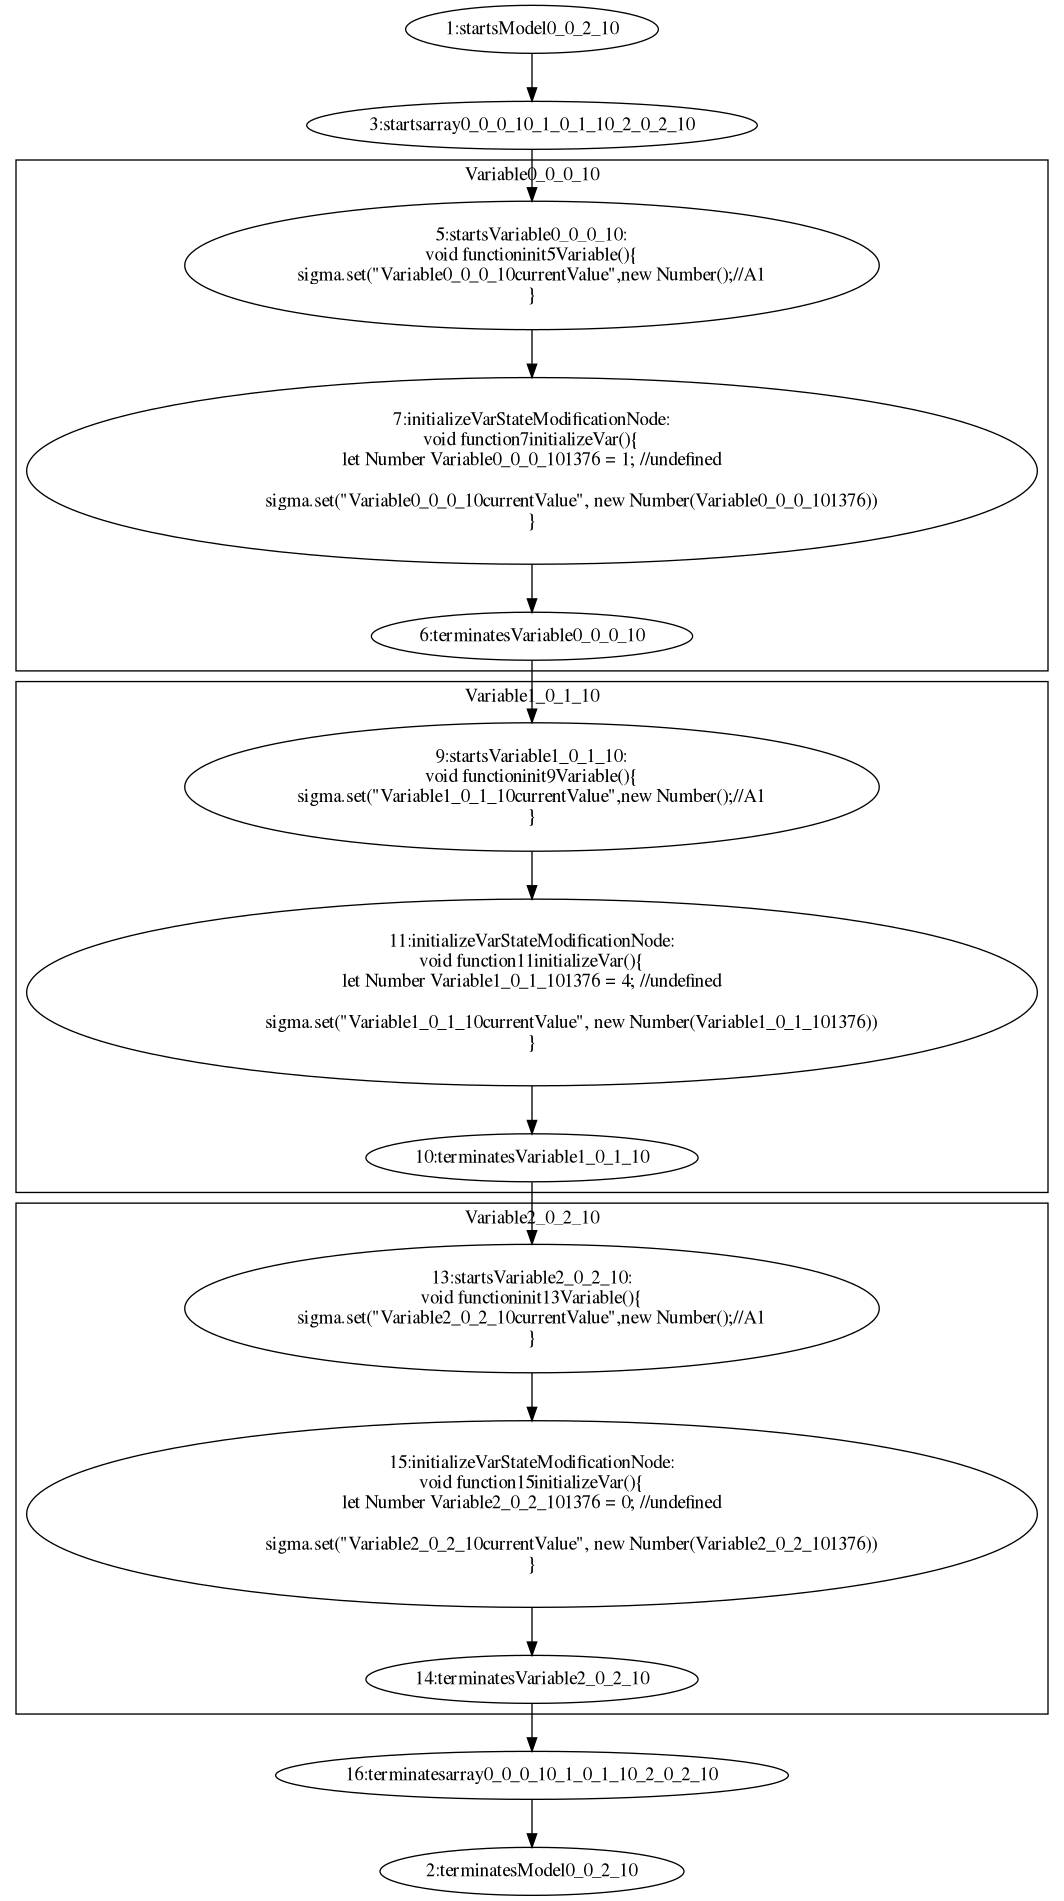 1:startsModel0_0_2_10
3:startsarray0_0_0_10_1_0_1_10_2_0_2_10
Variable0_0_0_10
5:startsVariable0_0_0_10:
void functioninit5Variable(){
sigma.set("Variable0_0_0_10currentValue",new Number();//A1
}
7:initializeVarStateModificationNode:
void function7initializeVar(){
let Number Variable0_0_0_101376 = 1; //undefined
sigma.set("Variable0_0_0_10currentValue", new Number(Variable0_0_0_101376))
}
6:terminatesVariable0_0_0_10
Variable1_0_1_10
9:startsVariable1_0_1_10:
void functioninit9Variable(){
sigma.set("Variable1_0_1_10currentValue",new Number();//A1
}
11:initializeVarStateModificationNode:
void function11initializeVar(){
let Number Variable1_0_1_101376 = 4; //undefined
sigma.set("Variable1_0_1_10currentValue", new Number(Variable1_0_1_101376))
}
10:terminatesVariable1_0_1_10
Variable2_0_2_10
13:startsVariable2_0_2_10:
void functioninit13Variable(){
sigma.set("Variable2_0_2_10currentValue",new Number();//A1
}
15:initializeVarStateModificationNode:
void function15initializeVar(){
let Number Variable2_0_2_101376 = 0; //undefined
sigma.set("Variable2_0_2_10currentValue", new Number(Variable2_0_2_101376))
}
14:terminatesVariable2_0_2_10
16:terminatesarray0_0_0_10_1_0_1_10_2_0_2_10
2:terminatesModel0_0_2_10